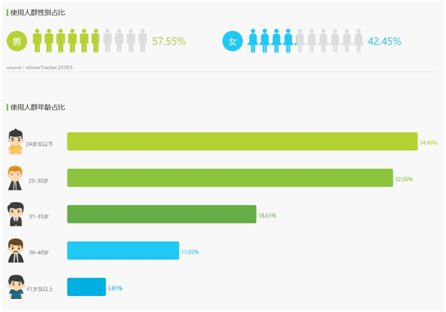 使用人群性别占比
男 57.55% 女 42.45%
source：mUserTracker,2018.5
使用人群年龄占比
24岁及以下 34.49%
25-30岁 32.06%
31-35岁 18.61%
36-40岁 11.02%
41岁及以上 3.81%